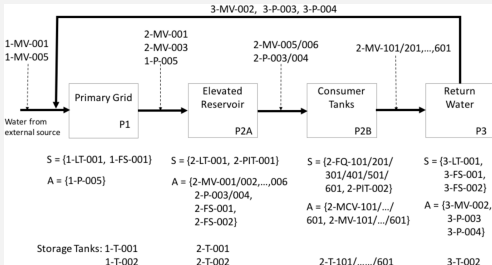 3-MV-002, 3-P-003, 3-P-004
1-MV-001
1-MV-005
2-MV-001
2-MV-003
1-P-005
2-MV-005/006
2-P-003/004
2-MV-101/201,...,601
Primary Grid
P1
Elevated
Reservoir
P2A
Consumer
Tanks
P2B
Return
Water
P3
Water from
external source
S = {1-LT-001, 1-FS-001}
A = {1-P-005}
S = {2-LT-001, 2-PIT-001}
A = {2-MV-001/002,...,006
2-P-003/004,
2-FS-001,
2-FS-002}
S = {2-FQ-101/201/
301/401/501/
601, 2-PIT-002}
A = {2-MCV-101/.../
601, 2-MV-101/.../601}
S = {3-LT-001,
3-FS-001,
3-FS-002}
A = {3-MV-002,
3-P-003
3-P-004}
Storage Tanks: 1-T-001
1-T-002
2-T-001
2-T-002
2-T-101/....../601
3-T-002